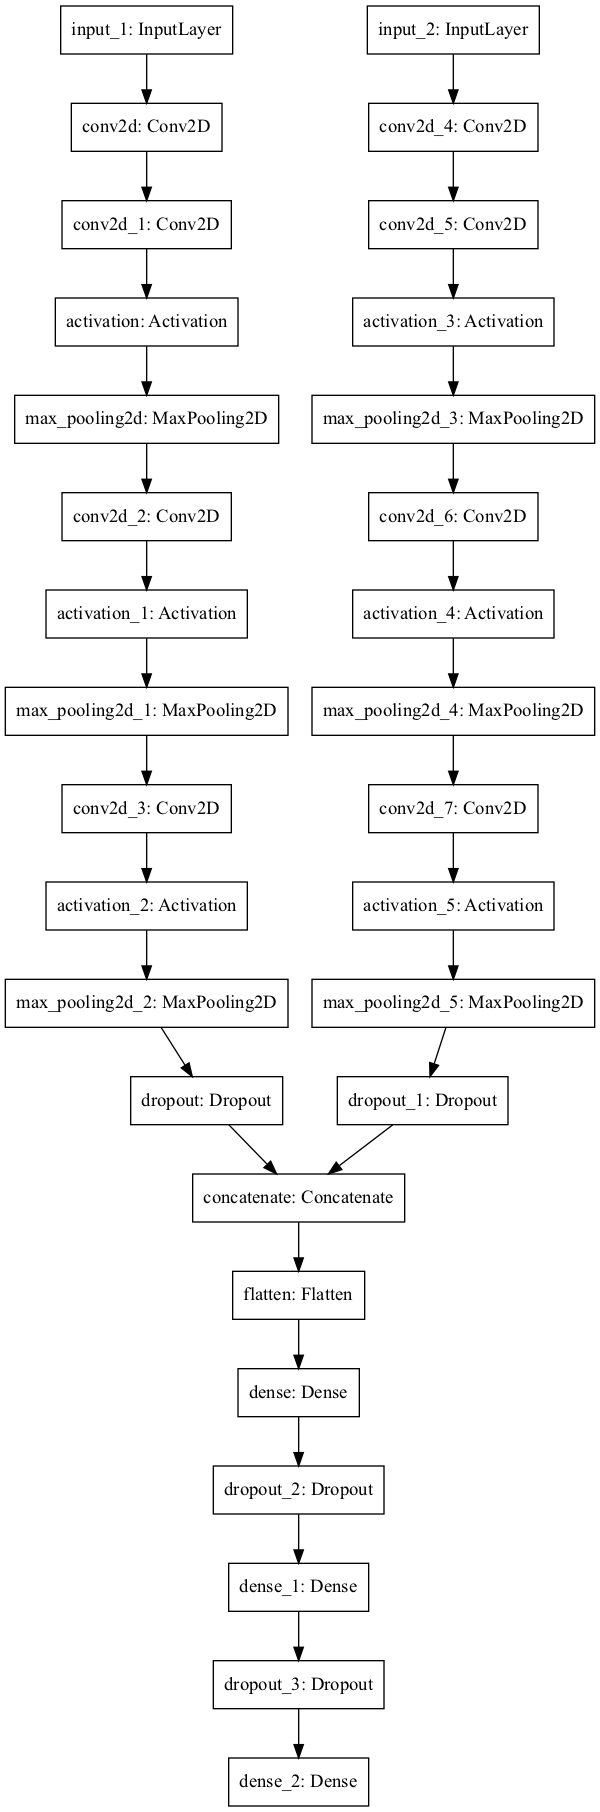 input_1: InputLayer
input_2: InputLayer
conv2d: Conv2D
conv2d_4: Conv2D
conv2d_1: Conv2D
conv2d_5: Conv2D
activation: Activation
activation_3: Activation
max_pooling2d: MaxPooling2D
max_pooling2d_3: MaxPooling2D
conv2d_2: Conv2D
conv2d_6: Conv2D
activation_1: Activation
activation_4: Activation
max_pooling2d_1: MaxPooling2D
max_pooling2d_4: MaxPooling2D
conv2d_3: Conv2D
conv2d_7: Conv2D
activation_2: Activation
activation_5: Activation
max_pooling2d_2: MaxPooling2D
max_pooling2d_5: MaxPooling2D
dropout: Dropout
dropout_1: Dropout
concatenate: Concatenate
flatten: Flatten
dense: Dense
dropout_2: Dropout
dense_1: Dense
dropout_3: Dropout
dense_2: Dense